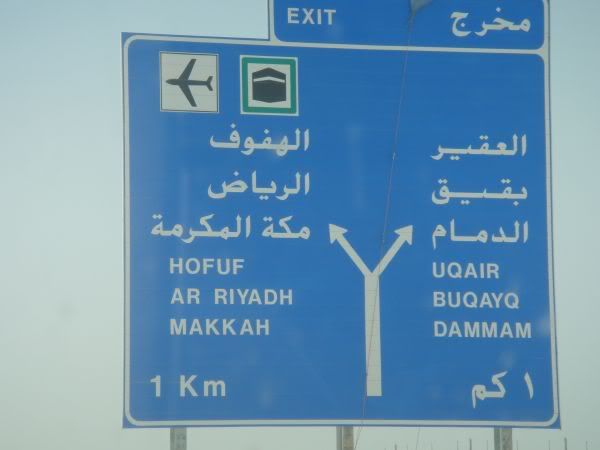 EXIT مخرج
الهفوف
الرياض
مكة المكرمة
HOFUF
AR RIYADH
MAKKAH
1 Km
العقير
بقيق
الدمام
UQAIR
BUQAYQ
DAMMAM
١ كم